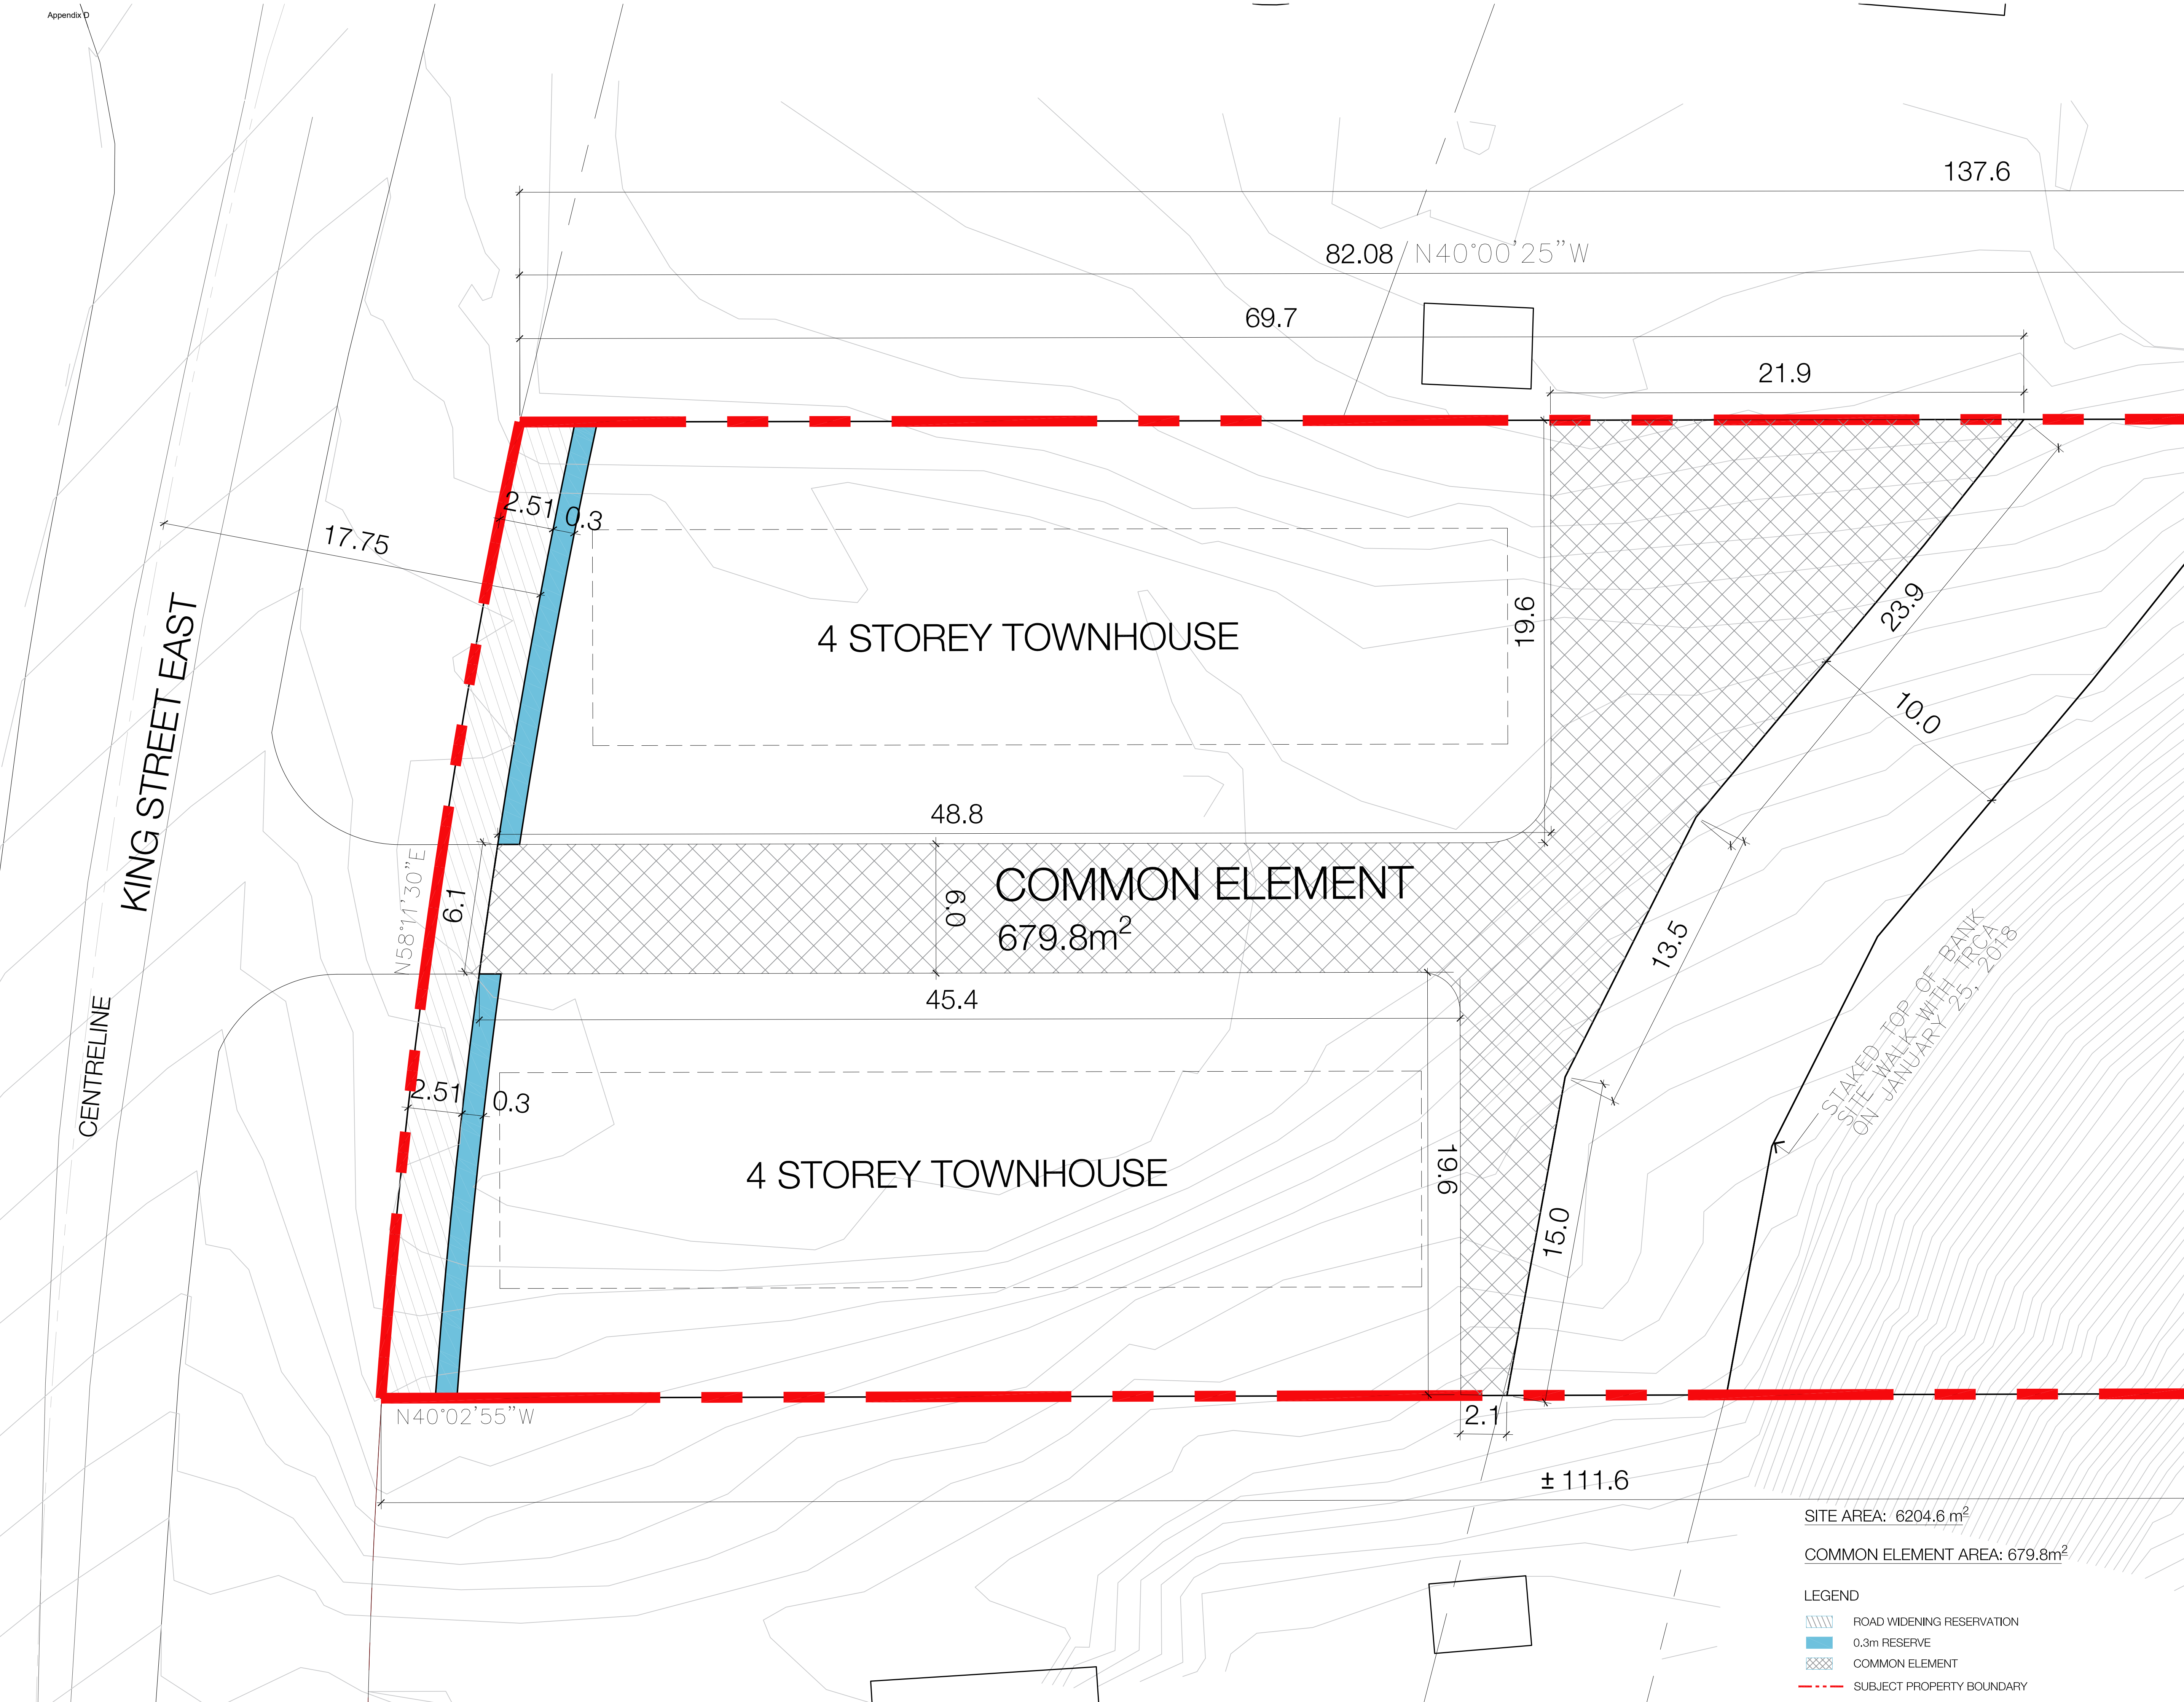 Appendix D
137.6
82.08
N40°00'25"W
69.7
21.9
2.51
0.3
17.75
KING STREET EAST
CENTRELINE
4 STOREY TOWNHOUSE
19.6
23.9
10.0
48.8
N58°11'30"E
6.1
6.0
COMMON ELEMENT
679.8m²
13.5
45.4
STAKED TOP OF BANK
SITE WALK WITH TRCA
ON JANUARY 25, 2018
2.51
0.3
4 STOREY TOWNHOUSE
19.6
15.0
N40°02'55"W
2.1
± 111.6
SITE AREA: 6204.6 m²
COMMON ELEMENT AREA: 679.8m²
LEGEND
ROAD WIDENING RESERVATION
0.3m RESERVE
COMMON ELEMENT
SUBJECT PROPERTY BOUNDARY